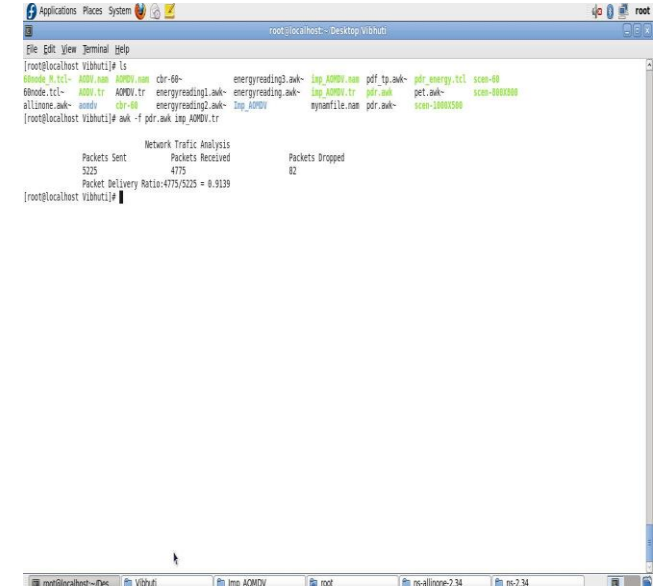 Applications Places System root
root@localhost:~/Desktop/Vibhuti
File Edit View Terminal Help
[root@localhost Vibhuti]# ls
60node_M.tcl~ AODV.nam AOMDV.nam cbr-60~ energyreading3.awk~ imp_AOMDV.nam pdf_tp.awk~ pdr_energy.tcl scen-60
60node.tcl~ AODV.tr AOMDV.tr energyreading1.awk~ energyreading.awk~ imp_AOMDV.tr pdr.awk pet.awk~ scen-800X800
allinone.awk~ aomdv cbr-60 energyreading2.awk~ Imp_AOMDV mynamfile.nam pdr.awk~ scen-1000X500
[root@localhost Vibhuti]# awk -f pdr.awk imp_AOMDV.tr
Network Trafic Analysis
Packets Sent Packets Received Packets Dropped
5225 4775 82
Packet Delivery Ratio:4775/5225 = 0.9139
[root@localhost Vibhuti]#
root@localhost:~/Des... Vibhuti Imp_AOMDV root ns-allinone-2.34 ns-2.34